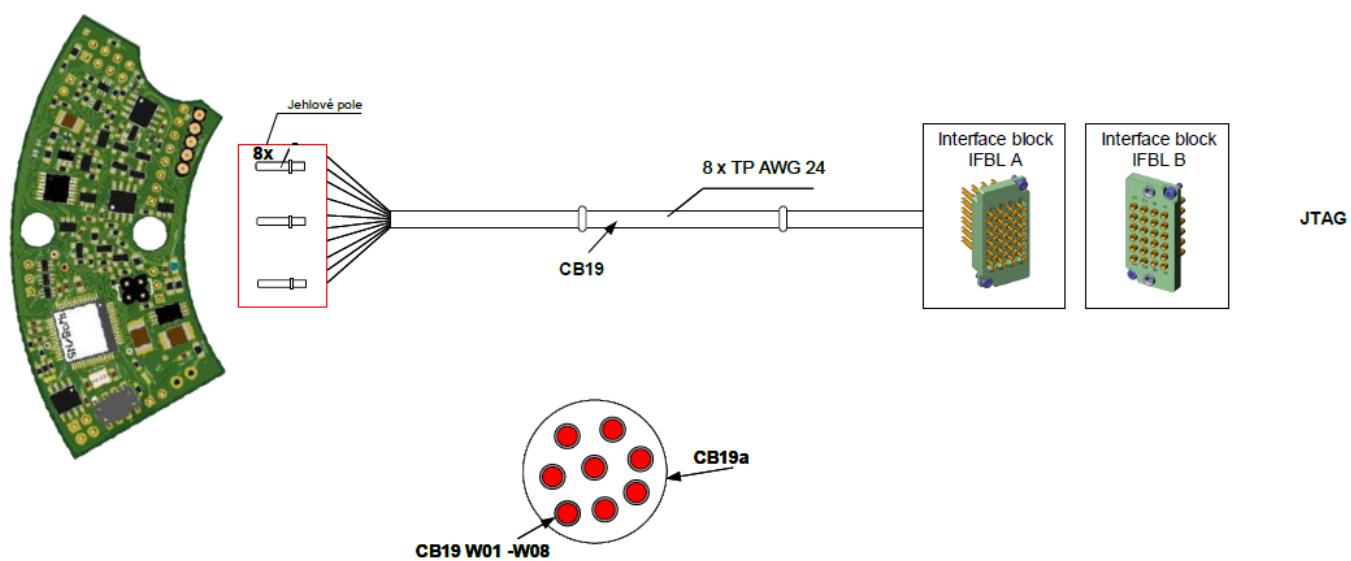 Jehlové pole
8x
Interface block
IFBL A
Interface block
IFBL B
8 x TP AWG 24
JTAG
CB19
CB19a
CB19 W01 -W08